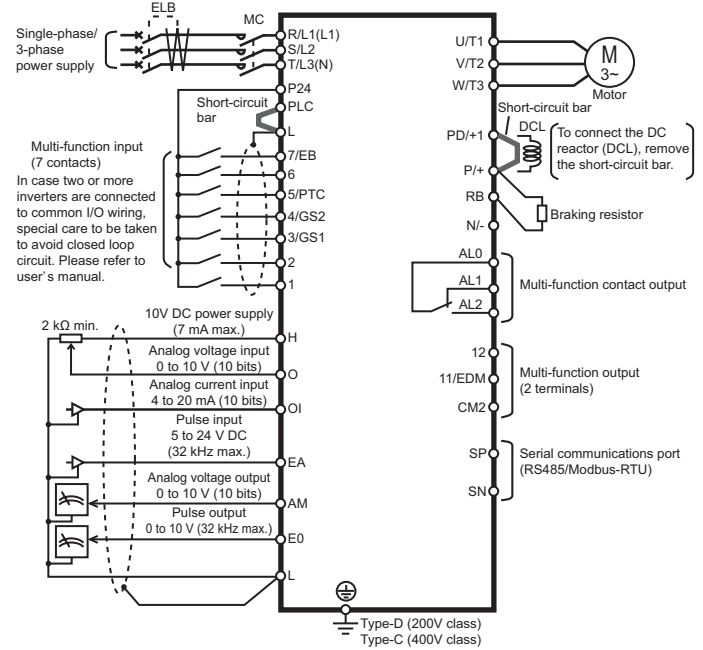 ELB
MC
Single-phase/
3-phase
power supply
R/L1(L1)
S/L2
T/L3(N)
P24
Short-circuit
bar
PLC
L
Multi-function input
(7 contacts)
In case two or more
inverters are connected
to common I/O wiring,
special care to be taken
to avoid closed loop
circuit. Please refer to
user's manual.
7/EB
6
5/PTC
4/GS2
3/GS1
2
1
2 kΩ min.
10V DC power supply
(7 mA max.)
H
Analog voltage input
0 to 10 V (10 bits)
O
Analog current input
4 to 20 mA (10 bits)
OI
Pulse input
5 to 24 V DC
(32 kHz max.)
EA
Analog voltage output
0 to 10 V (10 bits)
AM
Pulse output
0 to 10 V (32 kHz max.)
E0
L
U/T1
V/T2
W/T3
M
3~
Motor
Short-circuit bar
PD/+1
DCL
To connect the DC
reactor (DCL), remove
the short-circuit bar.
P/+
RB
Braking resistor
N/-
AL0
AL1
AL2
Multi-function contact output
12
11/EDM
CM2
Multi-function output
(2 terminals)
SP
SN
Serial communications port
(RS485/Modbus-RTU)
Type-D (200V class)
Type-C (400V class)